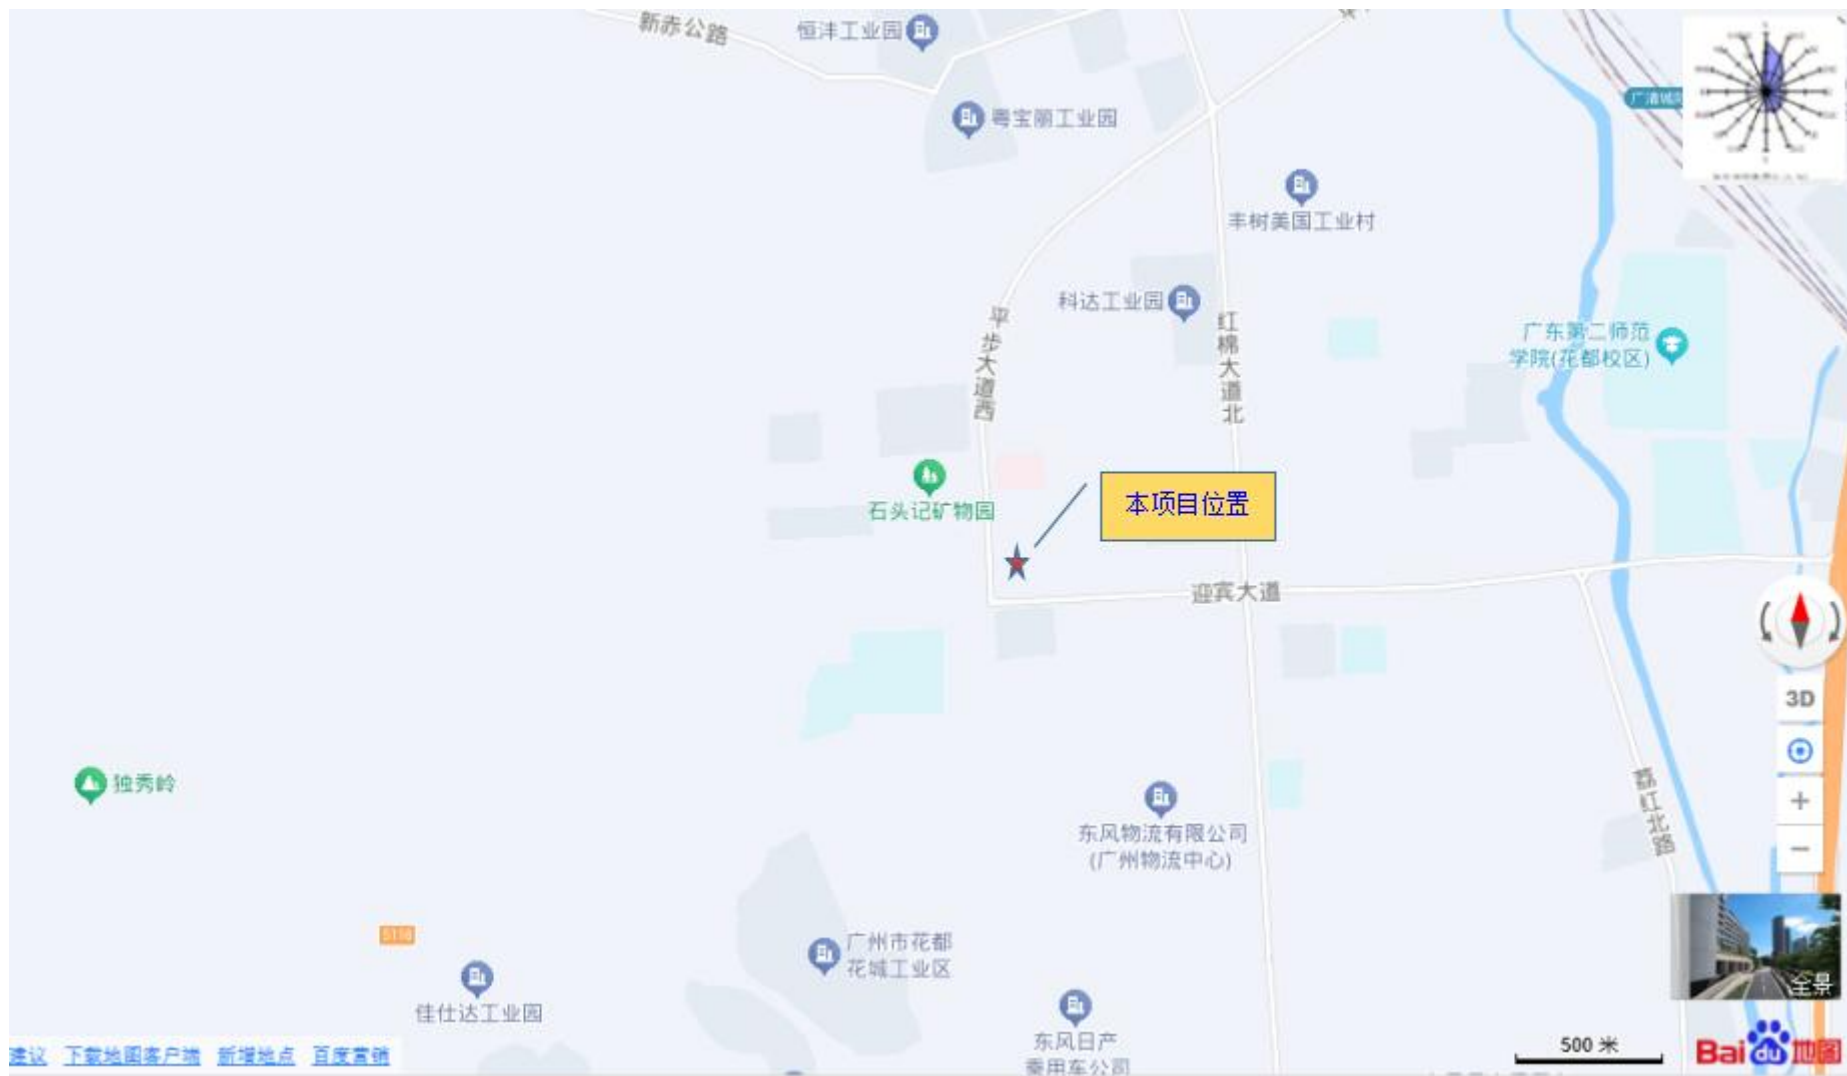 新赤公路
恒沣工业园
粤宝丽工业园
丰树美国工业村
科达工业园
平步大道西
红棉大道北
广东第二师范
学院(花都校区)
石头记矿物园
本项目位置
迎宾大道
3D
独秀岭
荔红北路
东风物流有限公司
(广州物流中心)
广州市花都
花城工业区
佳仕达工业园
全景
东风日产
乘用车公司
500 米
Bai du 地图
建议 下载地图客户端 新增地点 百度营销